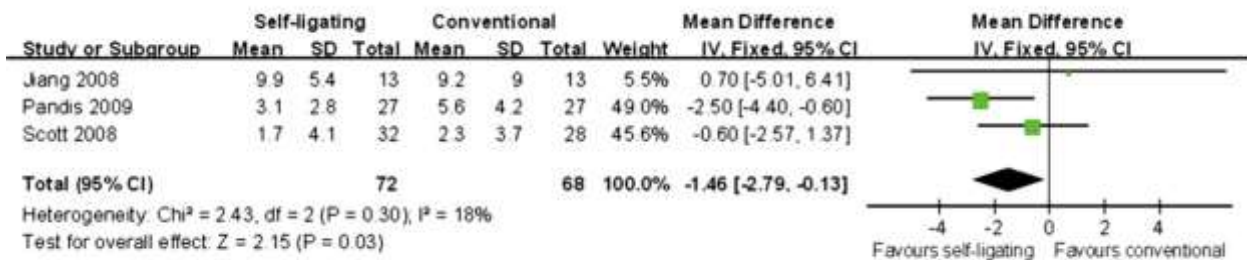 Self-ligating Conventional Mean Difference Mean Difference
Study or Subgroup Mean SD Total Mean SD Total Weight IV, Fixed, 95% CI IV, Fixed, 95% CI
Jiang 2008 9.9 5.4 13 9.2 9 13 5.5% 0.70 [-5.01, 6.41]
Pandis 2009 3.1 2.8 27 5.6 4.2 27 49.0% -2.50 [-4.40, -0.60]
Scott 2008 1.7 4.1 32 2.3 3.7 28 45.6% -0.60 [-2.57, 1.37]
Total (95% CI) 72 68 100.0% -1.46 [-2.79, -0.13]
Heterogeneity: Chi² = 2.43, df = 2 (P = 0.30); I² = 18%
Test for overall effect: Z = 2.15 (P = 0.03)
-4 -2 0 2 4
Favours self-ligating Favours conventional